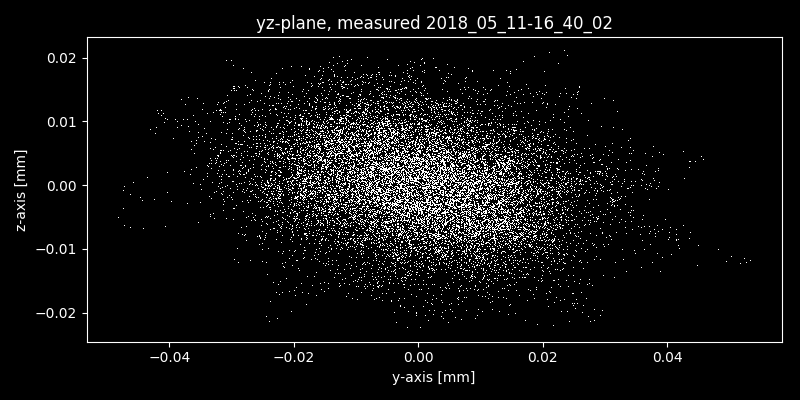 yz-plane, measured 2018_05_11-16_40_02
0.02
0.01
0.00
−0.01
−0.02
z-axis [mm]
−0.04 −0.02 0.00 0.02 0.04
y-axis [mm]